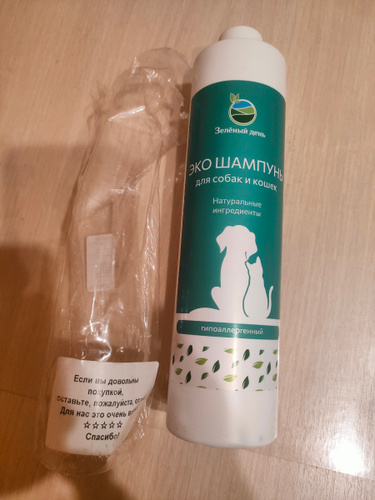 Зелёный день
ЭКО ШАМПУНЬ
для собак и кошек
Натуральные
ингредиенты
гипоаллергенный
Если вы довольны
покупкой,
оставьте, пожалуйста,
Для нас это очень
☆☆☆☆☆
Спасибо!